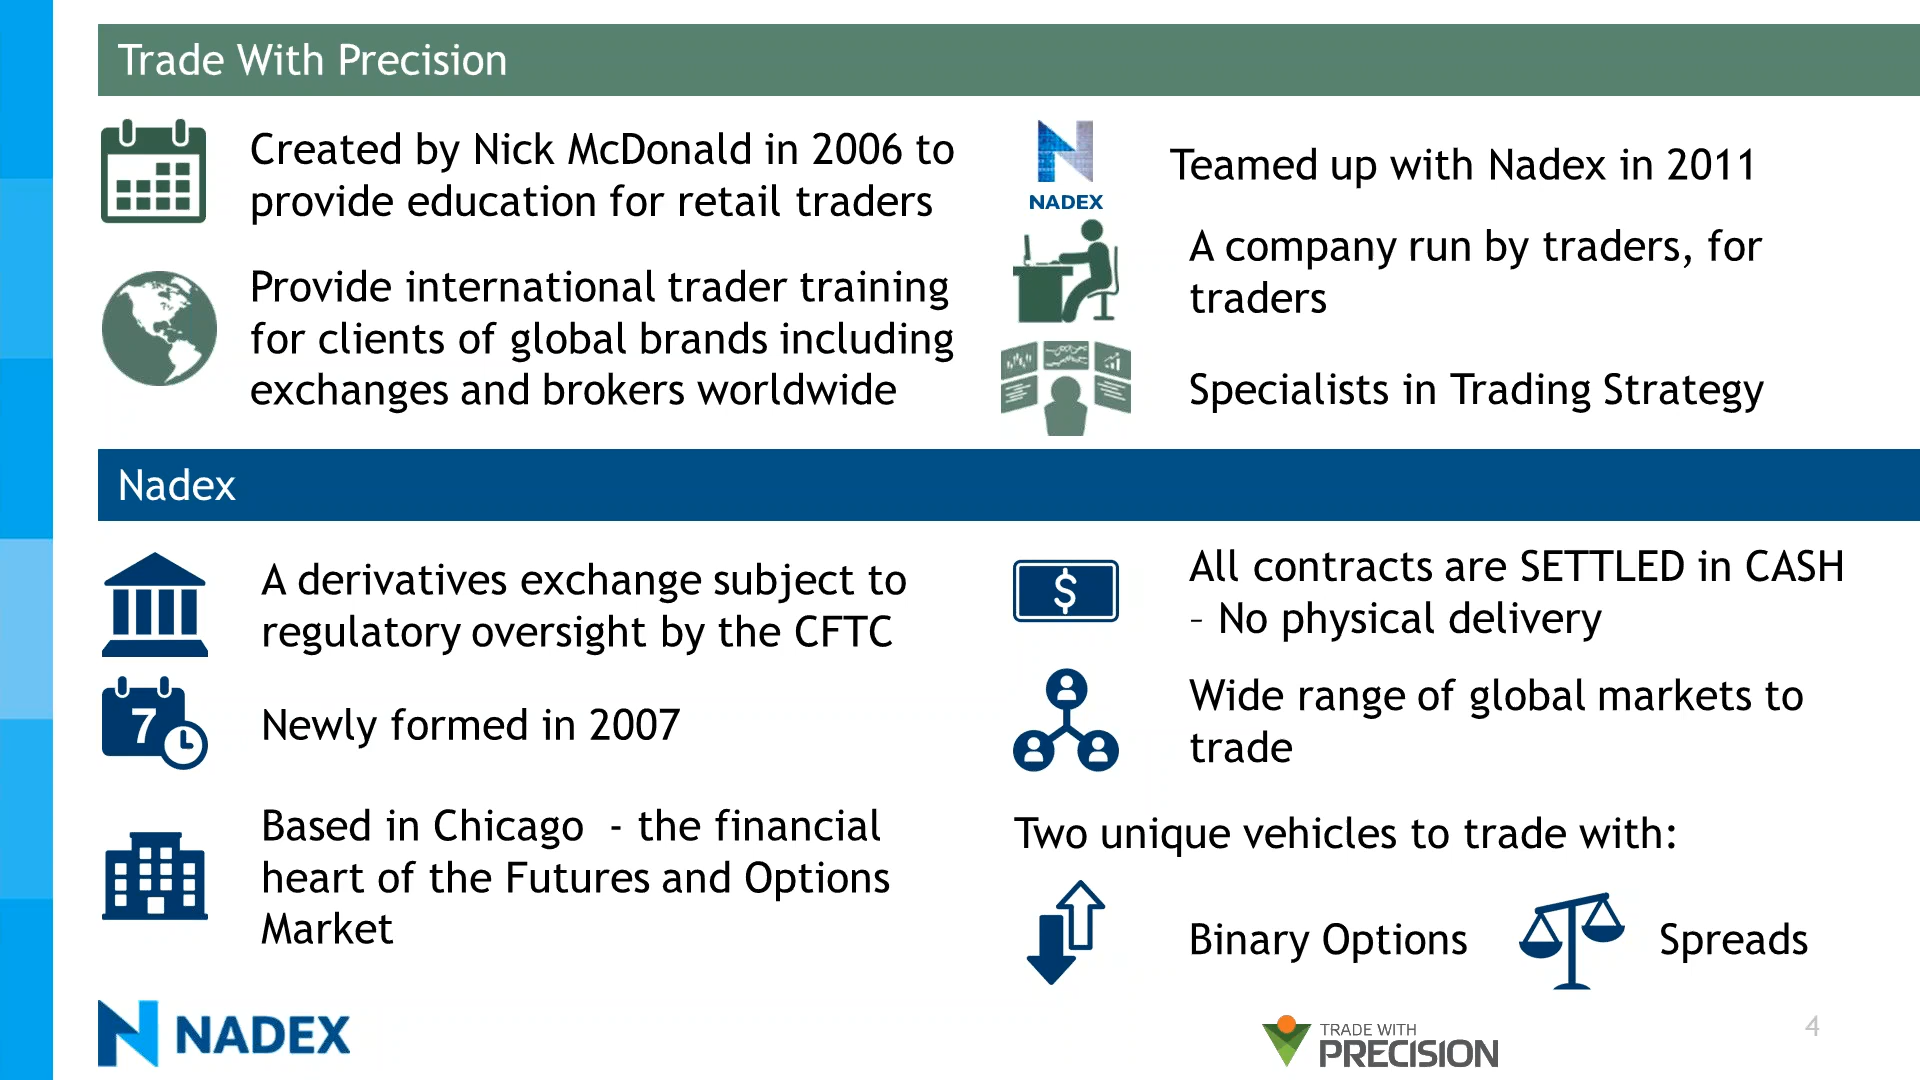 Trade With Precision
Created by Nick McDonald in 2006 to
provide education for retail traders
Provide international trader training
for clients of global brands including
exchanges and brokers worldwide
NADEX
Teamed up with Nadex in 2011
A company run by traders, for
traders
Specialists in Trading Strategy
Nadex
A derivatives exchange subject to
regulatory oversight by the CFTC
7
Newly formed in 2007
Based in Chicago  - the financial
heart of the Futures and Options
Market
$
All contracts are SETTLED in CASH
– No physical delivery
Wide range of global markets to
trade
Two unique vehicles to trade with:
Binary Options
Spreads
NADEX
TRADE WITH
PRECISION
4